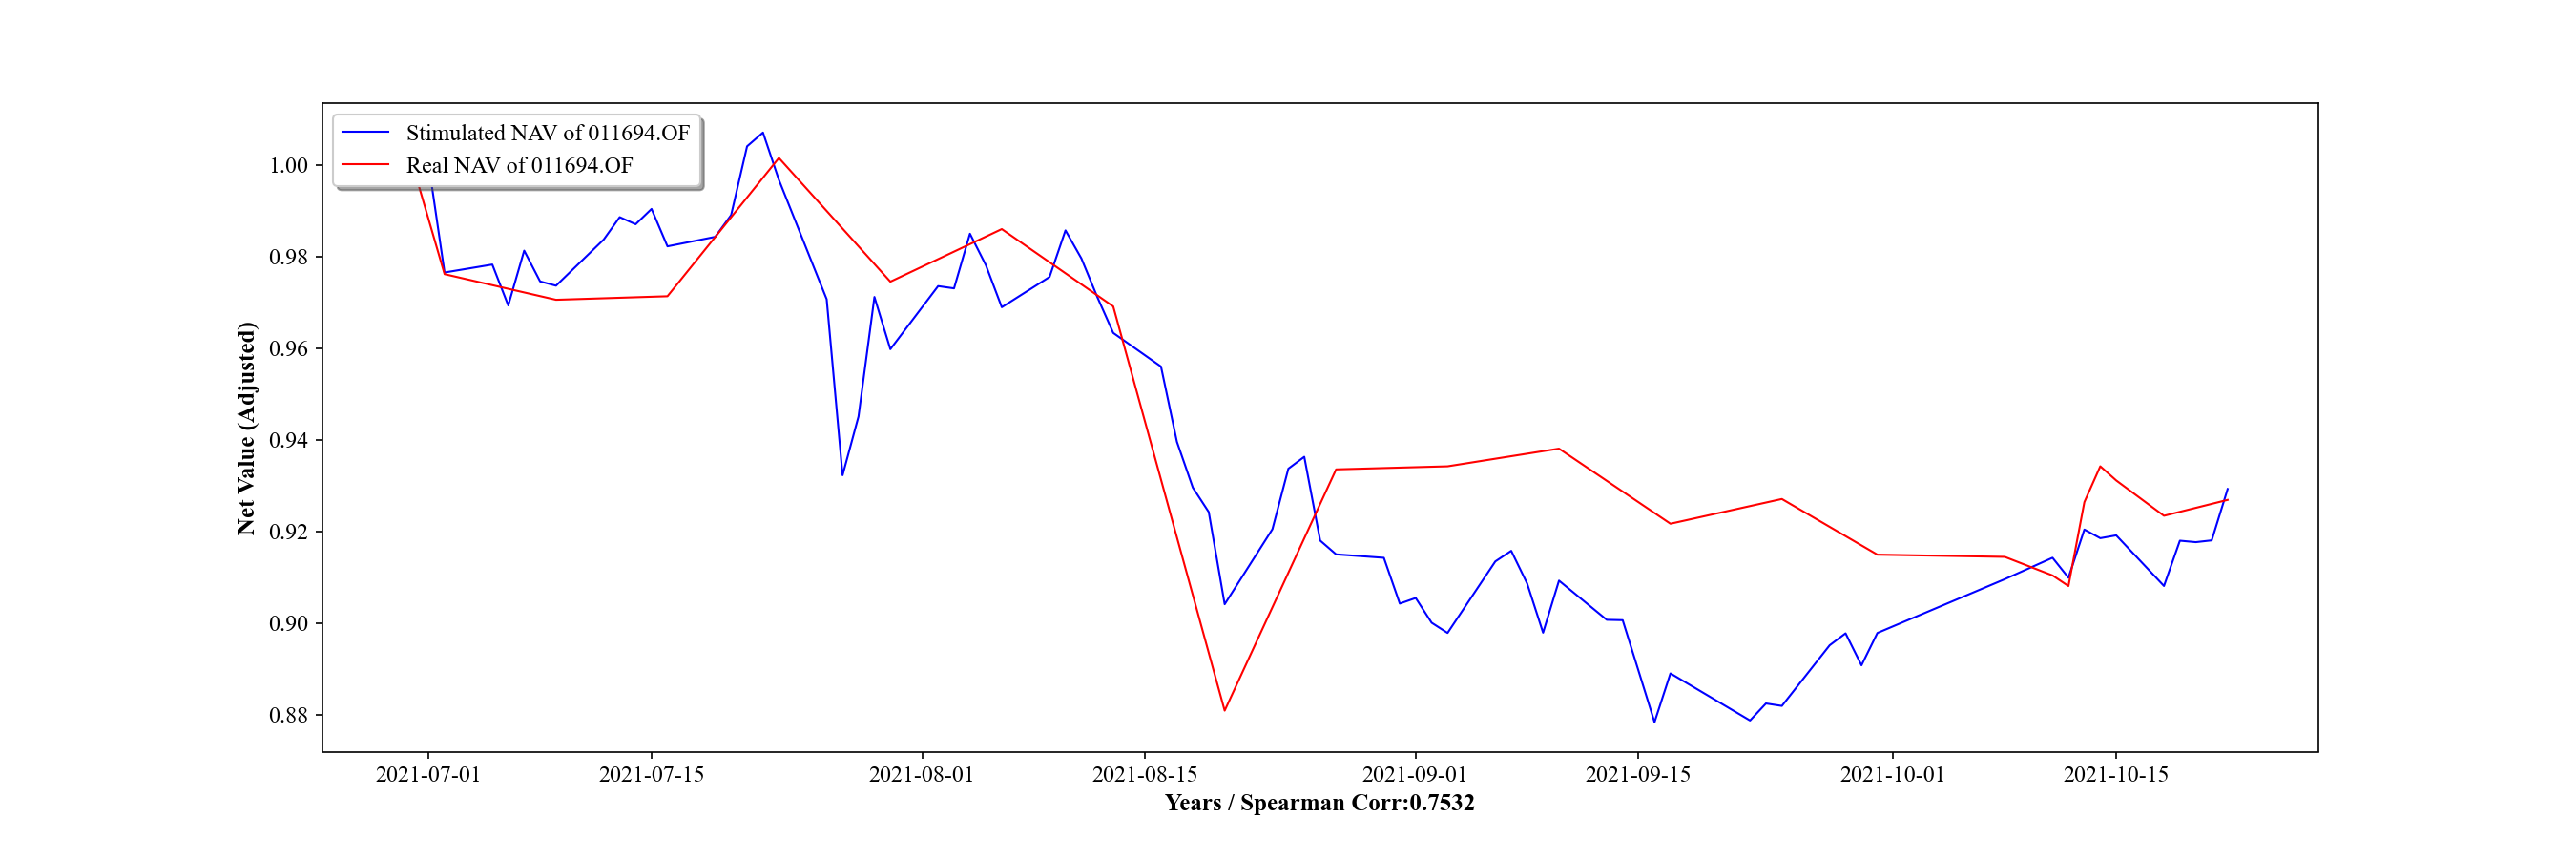 Stimulated NAV of 011694.OF
Real NAV of 011694.OF
1.00
0.98
0.96
0.94
0.92
0.90
0.88
Net Value (Adjusted)
2021-07-01 2021-07-15 2021-08-01 2021-08-15 2021-09-01 2021-09-15 2021-10-01 2021-10-15
Years / Spearman Corr:0.7532